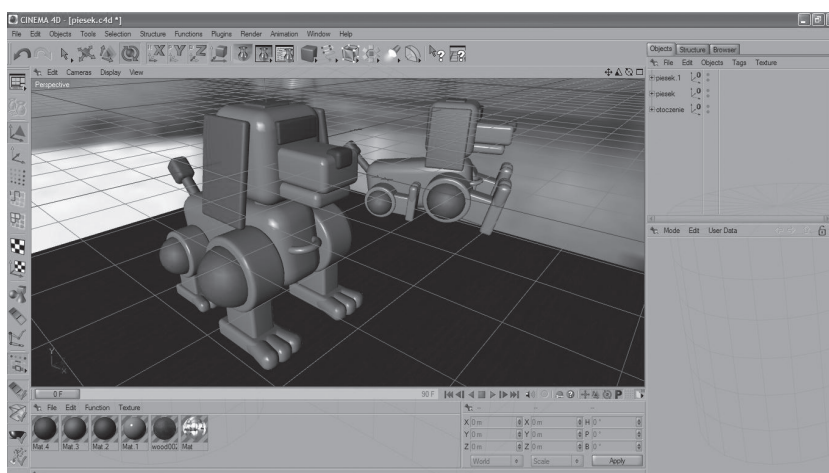 CINEMA 4D - [piesek.c4d *]
File Edit Objects Tools Selection Structure Functions Plugins Render Animation Window Help
Edit Cameras Display View
Perspective
Y
X
0 F
90 F
File Edit Function Texture
Mat.4 Mat.3 Mat.2 Mat.1 wood002 Mat
X 0 m X 0 m H 0 °
Y 0 m Y 0 m P 0 °
Z 0 m Z 0 m B 0 °
World Scale Apply
Objects Structure Browser
File Edit Objects Tags Texture
piesek.1
piesek
otoczenie
Mode Edit User Data